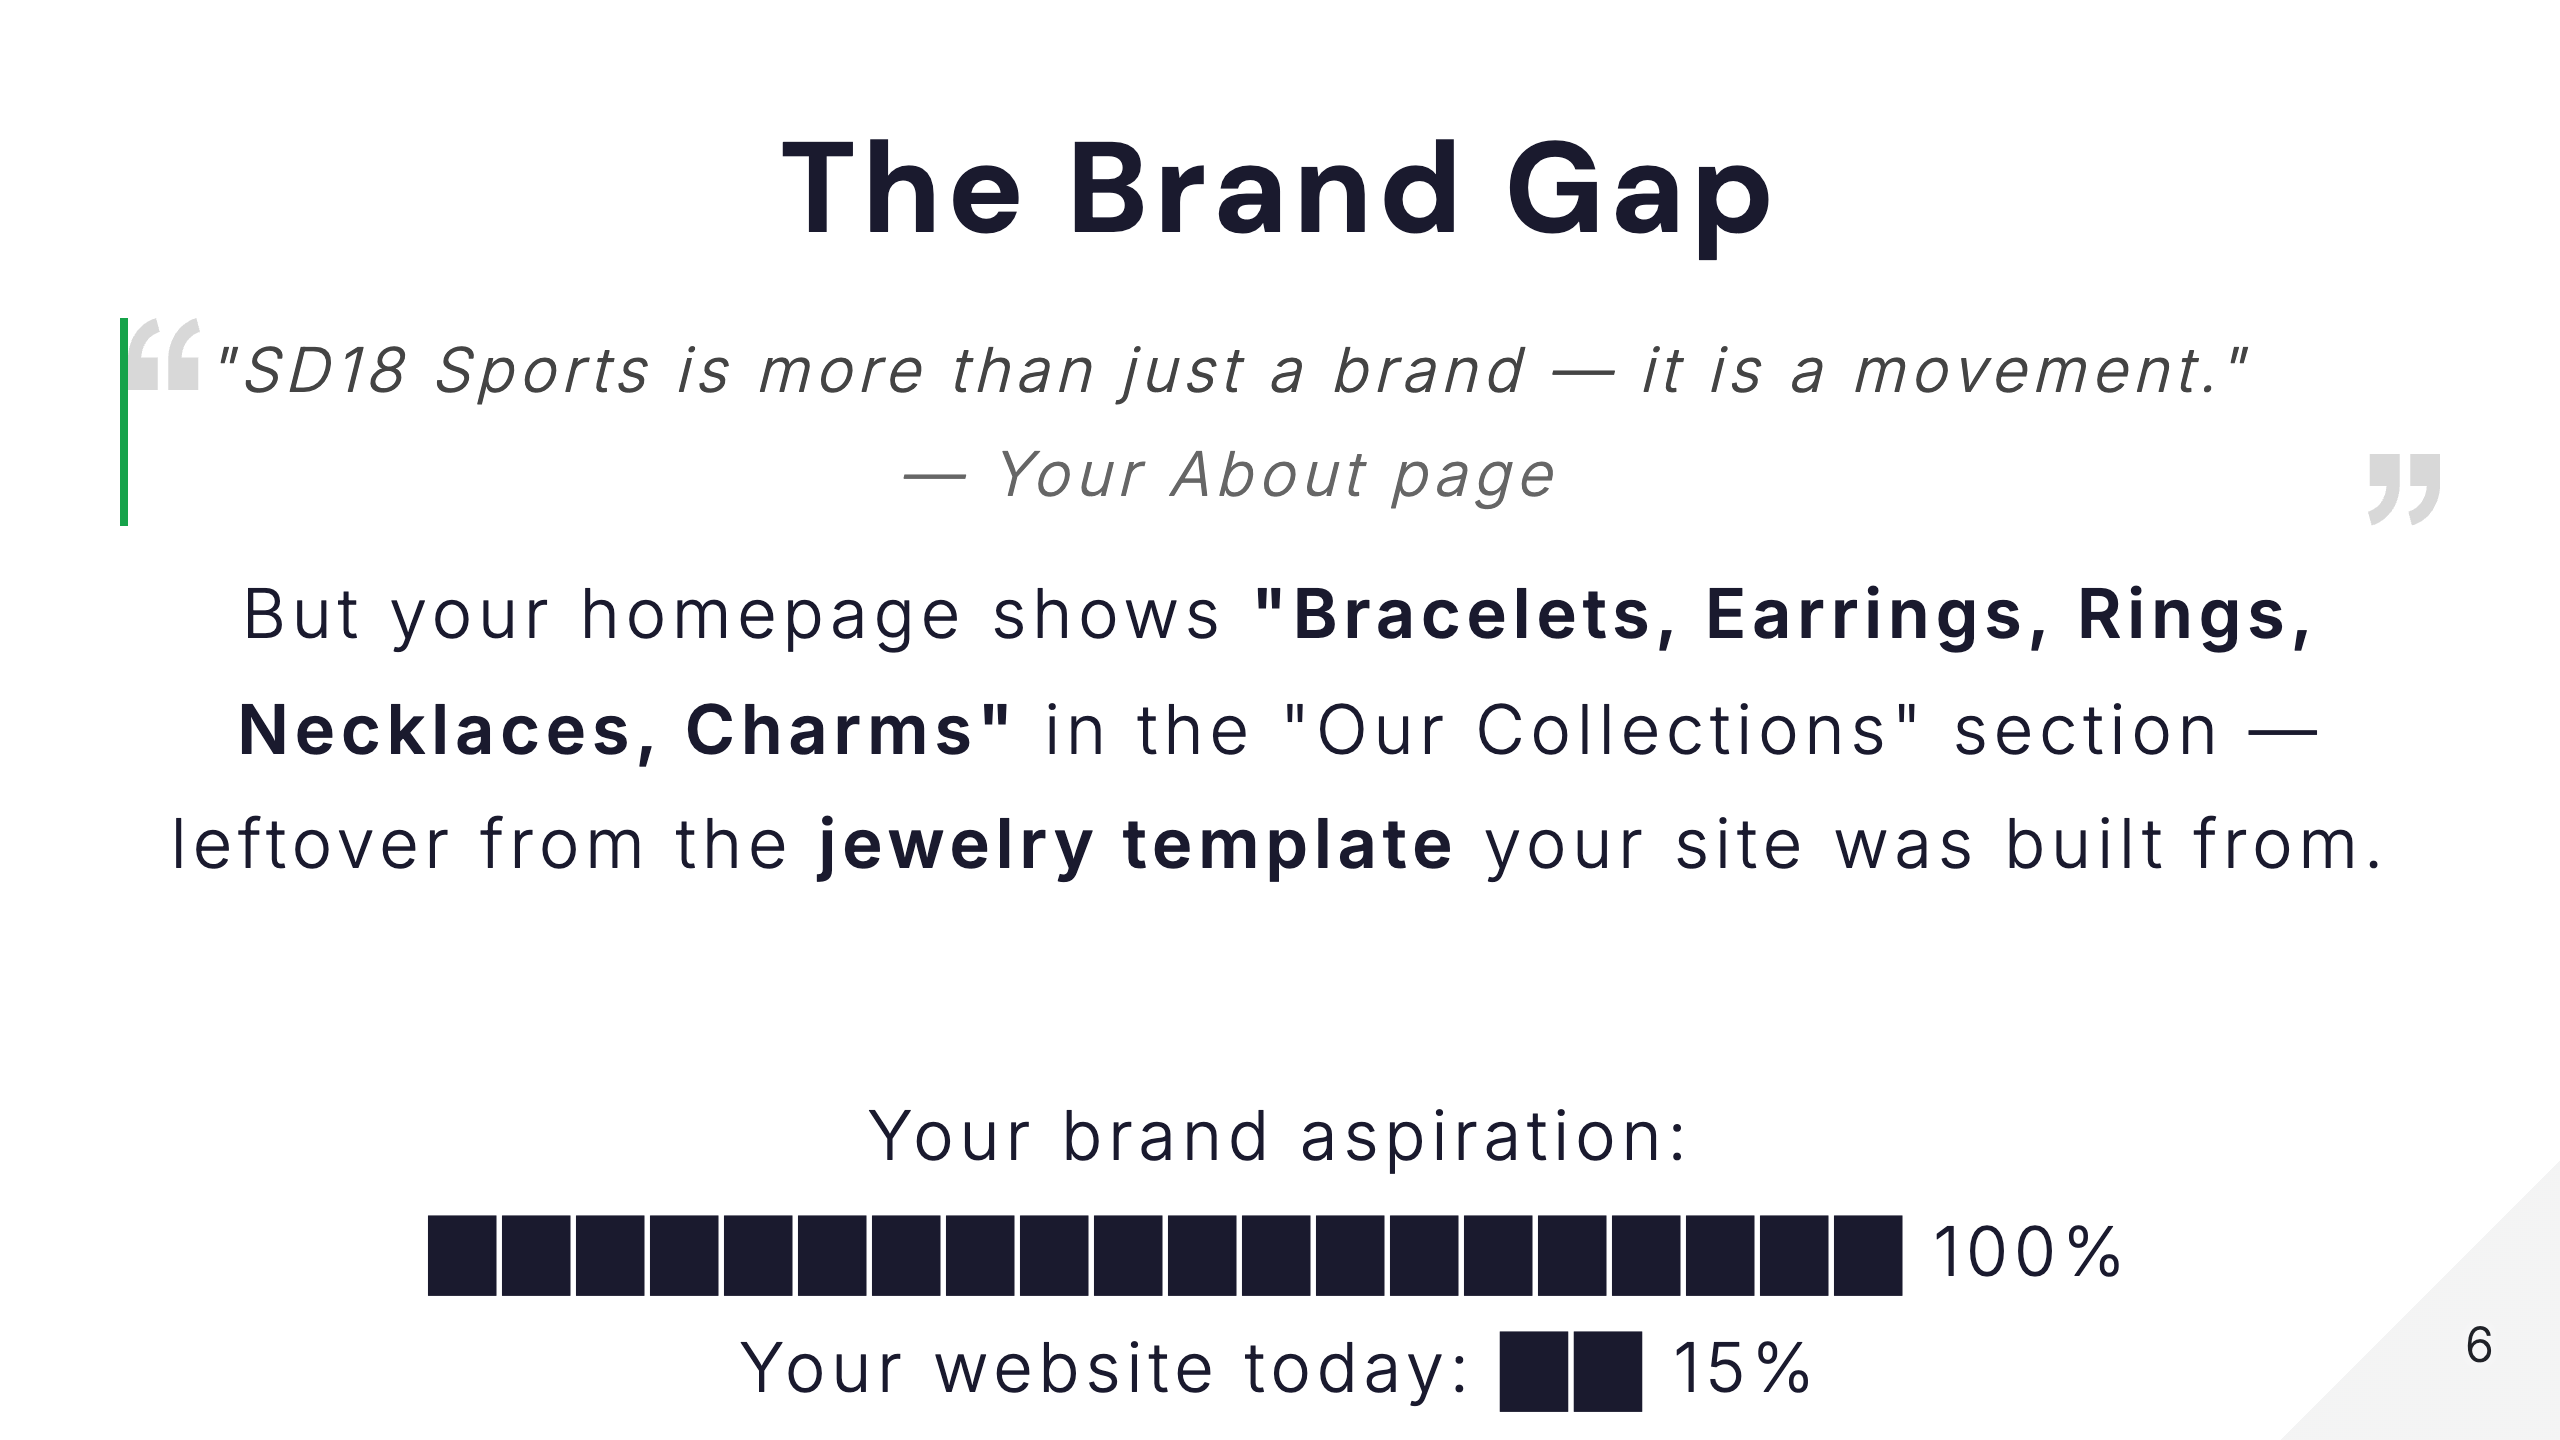 The Brand Gap
“"SD18 Sports is more than just a brand — it is a movement."
— Your About page ”
But your homepage shows "Bracelets, Earrings, Rings,
Necklaces, Charms" in the "Our Collections" section —
leftover from the jewelry template your site was built from.
Your brand aspiration:
████████████████████ 100%
Your website today: ██ 15%
6